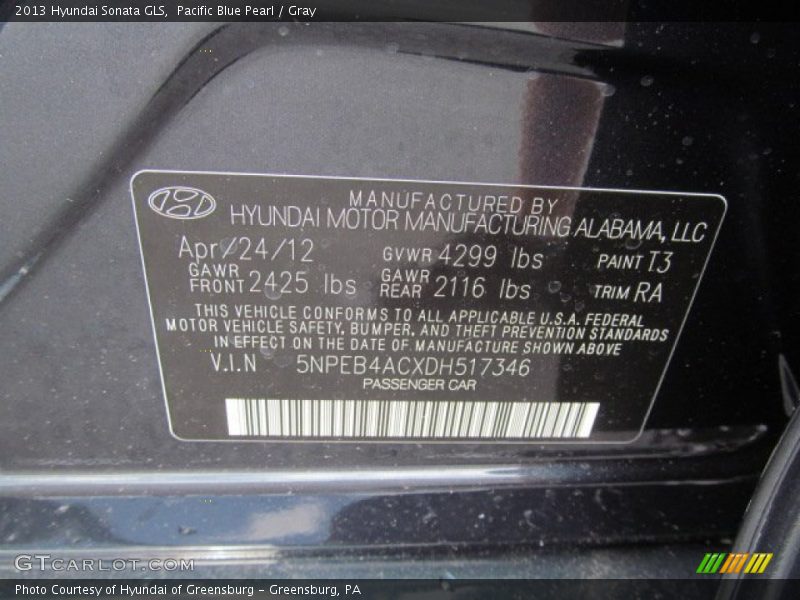 2013 Hyundai Sonata GLS, Pacific Blue Pearl / Gray
MANUFACTURED BY
HYUNDAI MOTOR MANUFACTURING ALABAMA, LLC
Apr/24/12 GVWR 4299 lbs PAINT T3
GAWR FRONT 2425 lbs GAWR REAR 2116 lbs TRIM RA
THIS VEHICLE CONFORMS TO ALL APPLICABLE U.S.A. FEDERAL
MOTOR VEHICLE SAFETY, BUMPER, AND THEFT PREVENTION STANDARDS
IN EFFECT ON THE DATE OF MANUFACTURE SHOWN ABOVE
V.I.N 5NPEB4ACXDH517346
PASSENGER CAR
GTCARLOT.COM
Photo Courtesy of Hyundai of Greensburg - Greensburg, PA